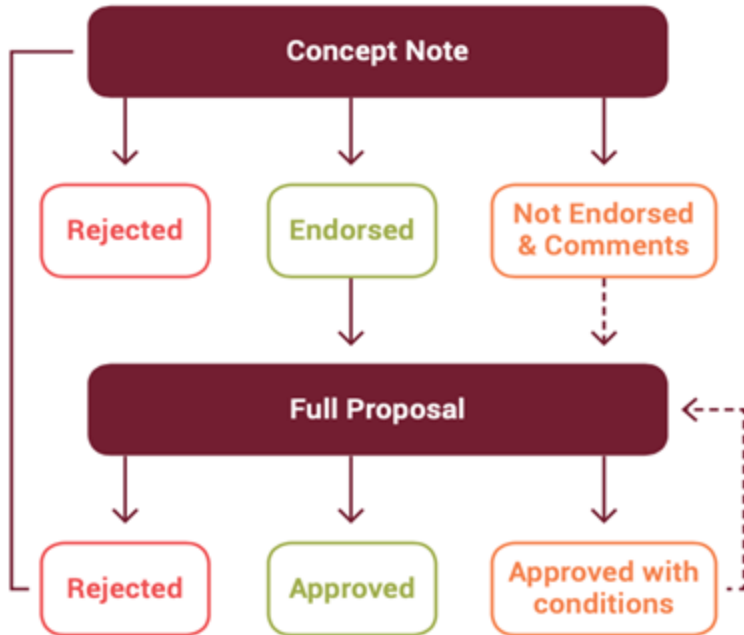 Concept Note
Rejected
Endorsed
Not Endorsed
& Comments
Full Proposal
Rejected
Approved
Approved with
conditions